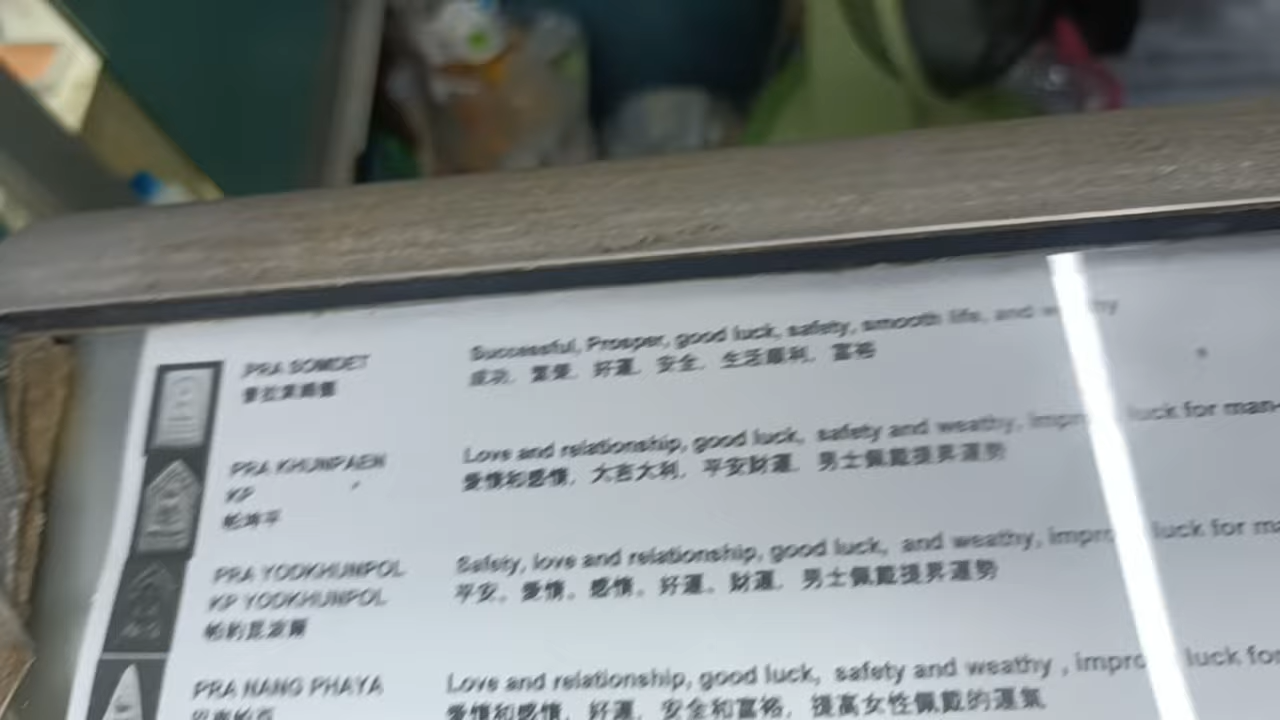 PRA SOMDET
Successful, Prosper, good luck, safety, smooth life, and
成功, 繁榮, 好運, 安全, 生活順利, 富裕
PRA KHUNPAEN
KP
帕坤平
Love and relationship, good luck, safety and weathy, luck for man
愛情和感情, 大吉大利, 平安財運, 男士佩戴提昇運勢
PRA YODKHUNPOL
KP YODKHUNPOL
Safety, love and relationship, good luck, and weathy, luck for
平安, 愛情, 感情, 好運, 財運, 男士佩戴提昇運勢
PRA NANG PHAYA
Love and relationship, good luck, safety and weathy , luck for
愛情和感情, 好運, 安全和富裕, 提高女性佩戴的運氣